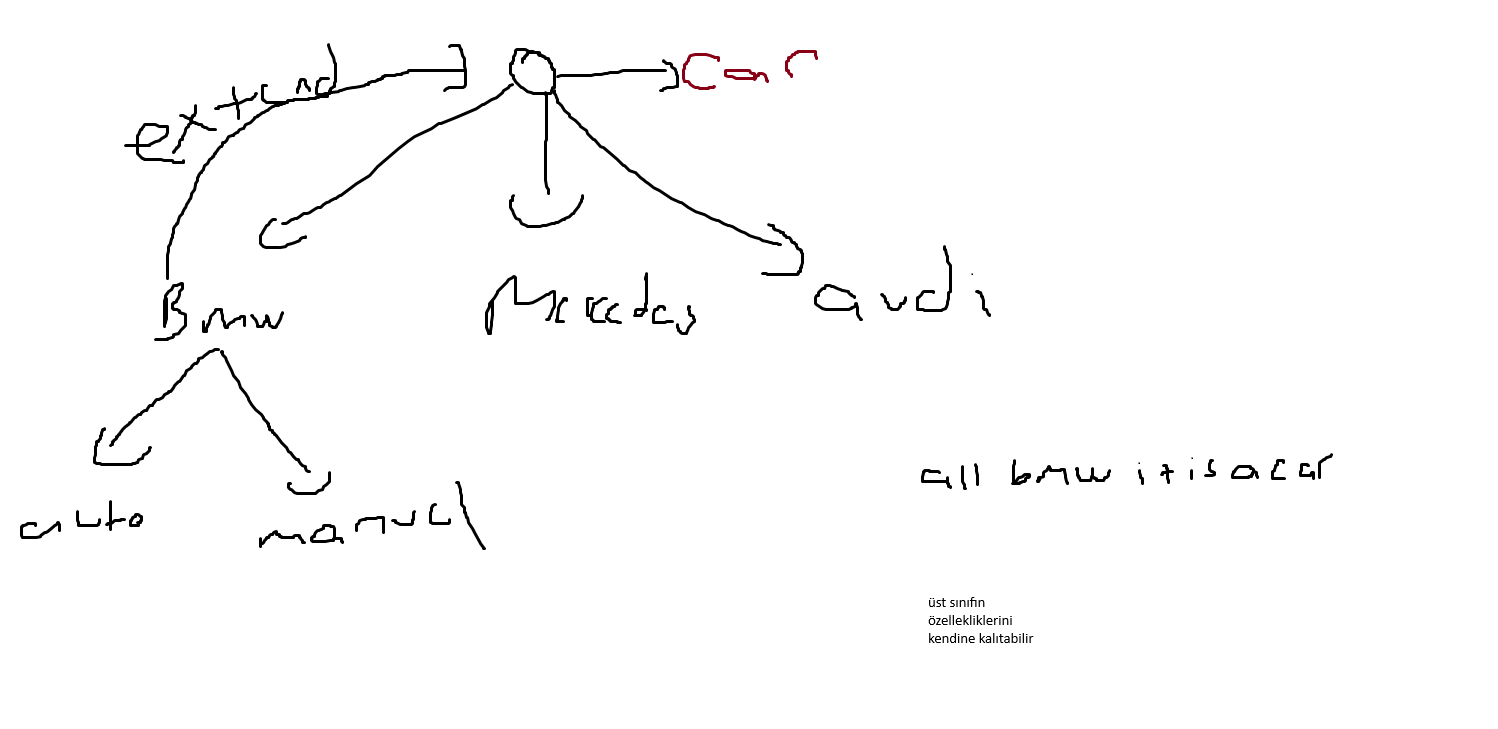 extend
Car
Bmw
Mercedes
audi
auto
manual
all bmw it is a car
üst sınıfın
özellekliklerini
kendine kalıtabilir